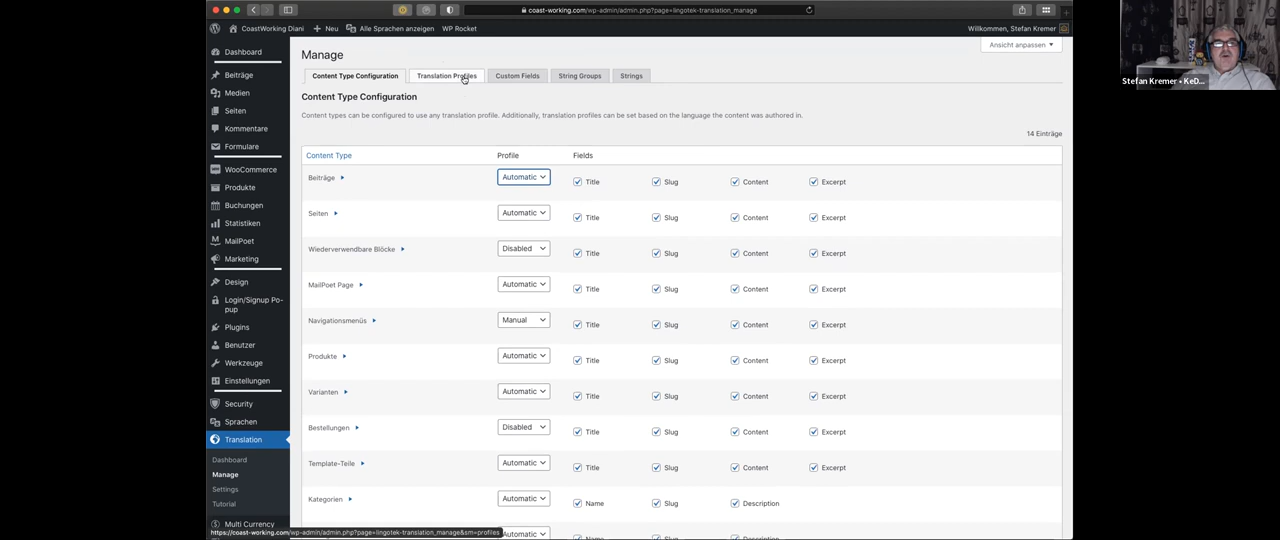 coast-working.com/wp-admin/admin.php?page=lingotek-translation_manage
CoastWorking Diani
Neu
Alle Sprachen anzeigen
WP Rocket
Willkommen, Stefan Kremer
Stefan Kremer • KeD...
Dashboard
Beiträge
Medien
Seiten
Kommentare
Formulare
WooCommerce
Produkte
Buchungen
Statistiken
MailPoet
Marketing
Design
Login/Signup Po-
pup
Plugins
Benutzer
Werkzeuge
Einstellungen
Security
Sprachen
Translation
Dashboard
Manage
Settings
Tutorial
Multi Currency
Manage
Ansicht anpassen
Content Type Configuration
Translation Profiles
Custom Fields
String Groups
Strings
Content Type Configuration
Content types can be configured to use any translation profile. Additionally, translation profiles can be set based on the language the content was authored in.
14 Einträge
Content Type Profile Fields
Beiträge Automatic Title Slug Content Excerpt
Seiten Automatic Title Slug Content Excerpt
Wiederverwendbare Blöcke Disabled Title Slug Content Excerpt
MailPoet Page Automatic Title Slug Content Excerpt
Navigationsmenüs Manual Title Slug Content Excerpt
Produkte Automatic Title Slug Content Excerpt
Varianten Automatic Title Slug Content Excerpt
Bestellungen Disabled Title Slug Content Excerpt
Template-Teile Automatic Title Slug Content Excerpt
Kategorien Automatic Name Slug Description
https://coast-working.com/wp-admin/admin.php?page=lingotek-translation_manage&sm=profiles